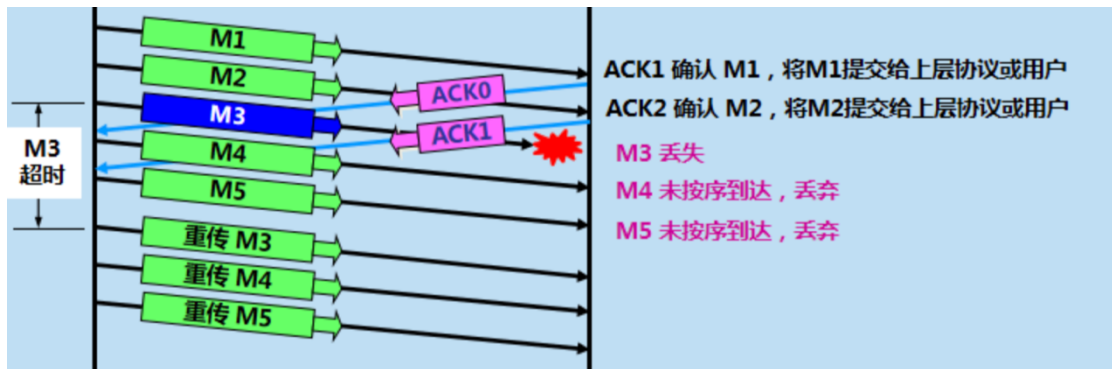 M1
ACK1 确认 M1，将M1提交给上层协议或用户
M2
ACK0
ACK2 确认 M2，将M2提交给上层协议或用户
M3
ACK1
M3
超时
M4
M3 丢失
M5
M4 未按序到达，丢弃
M5 未按序到达，丢弃
重传 M3
重传 M4
重传 M5